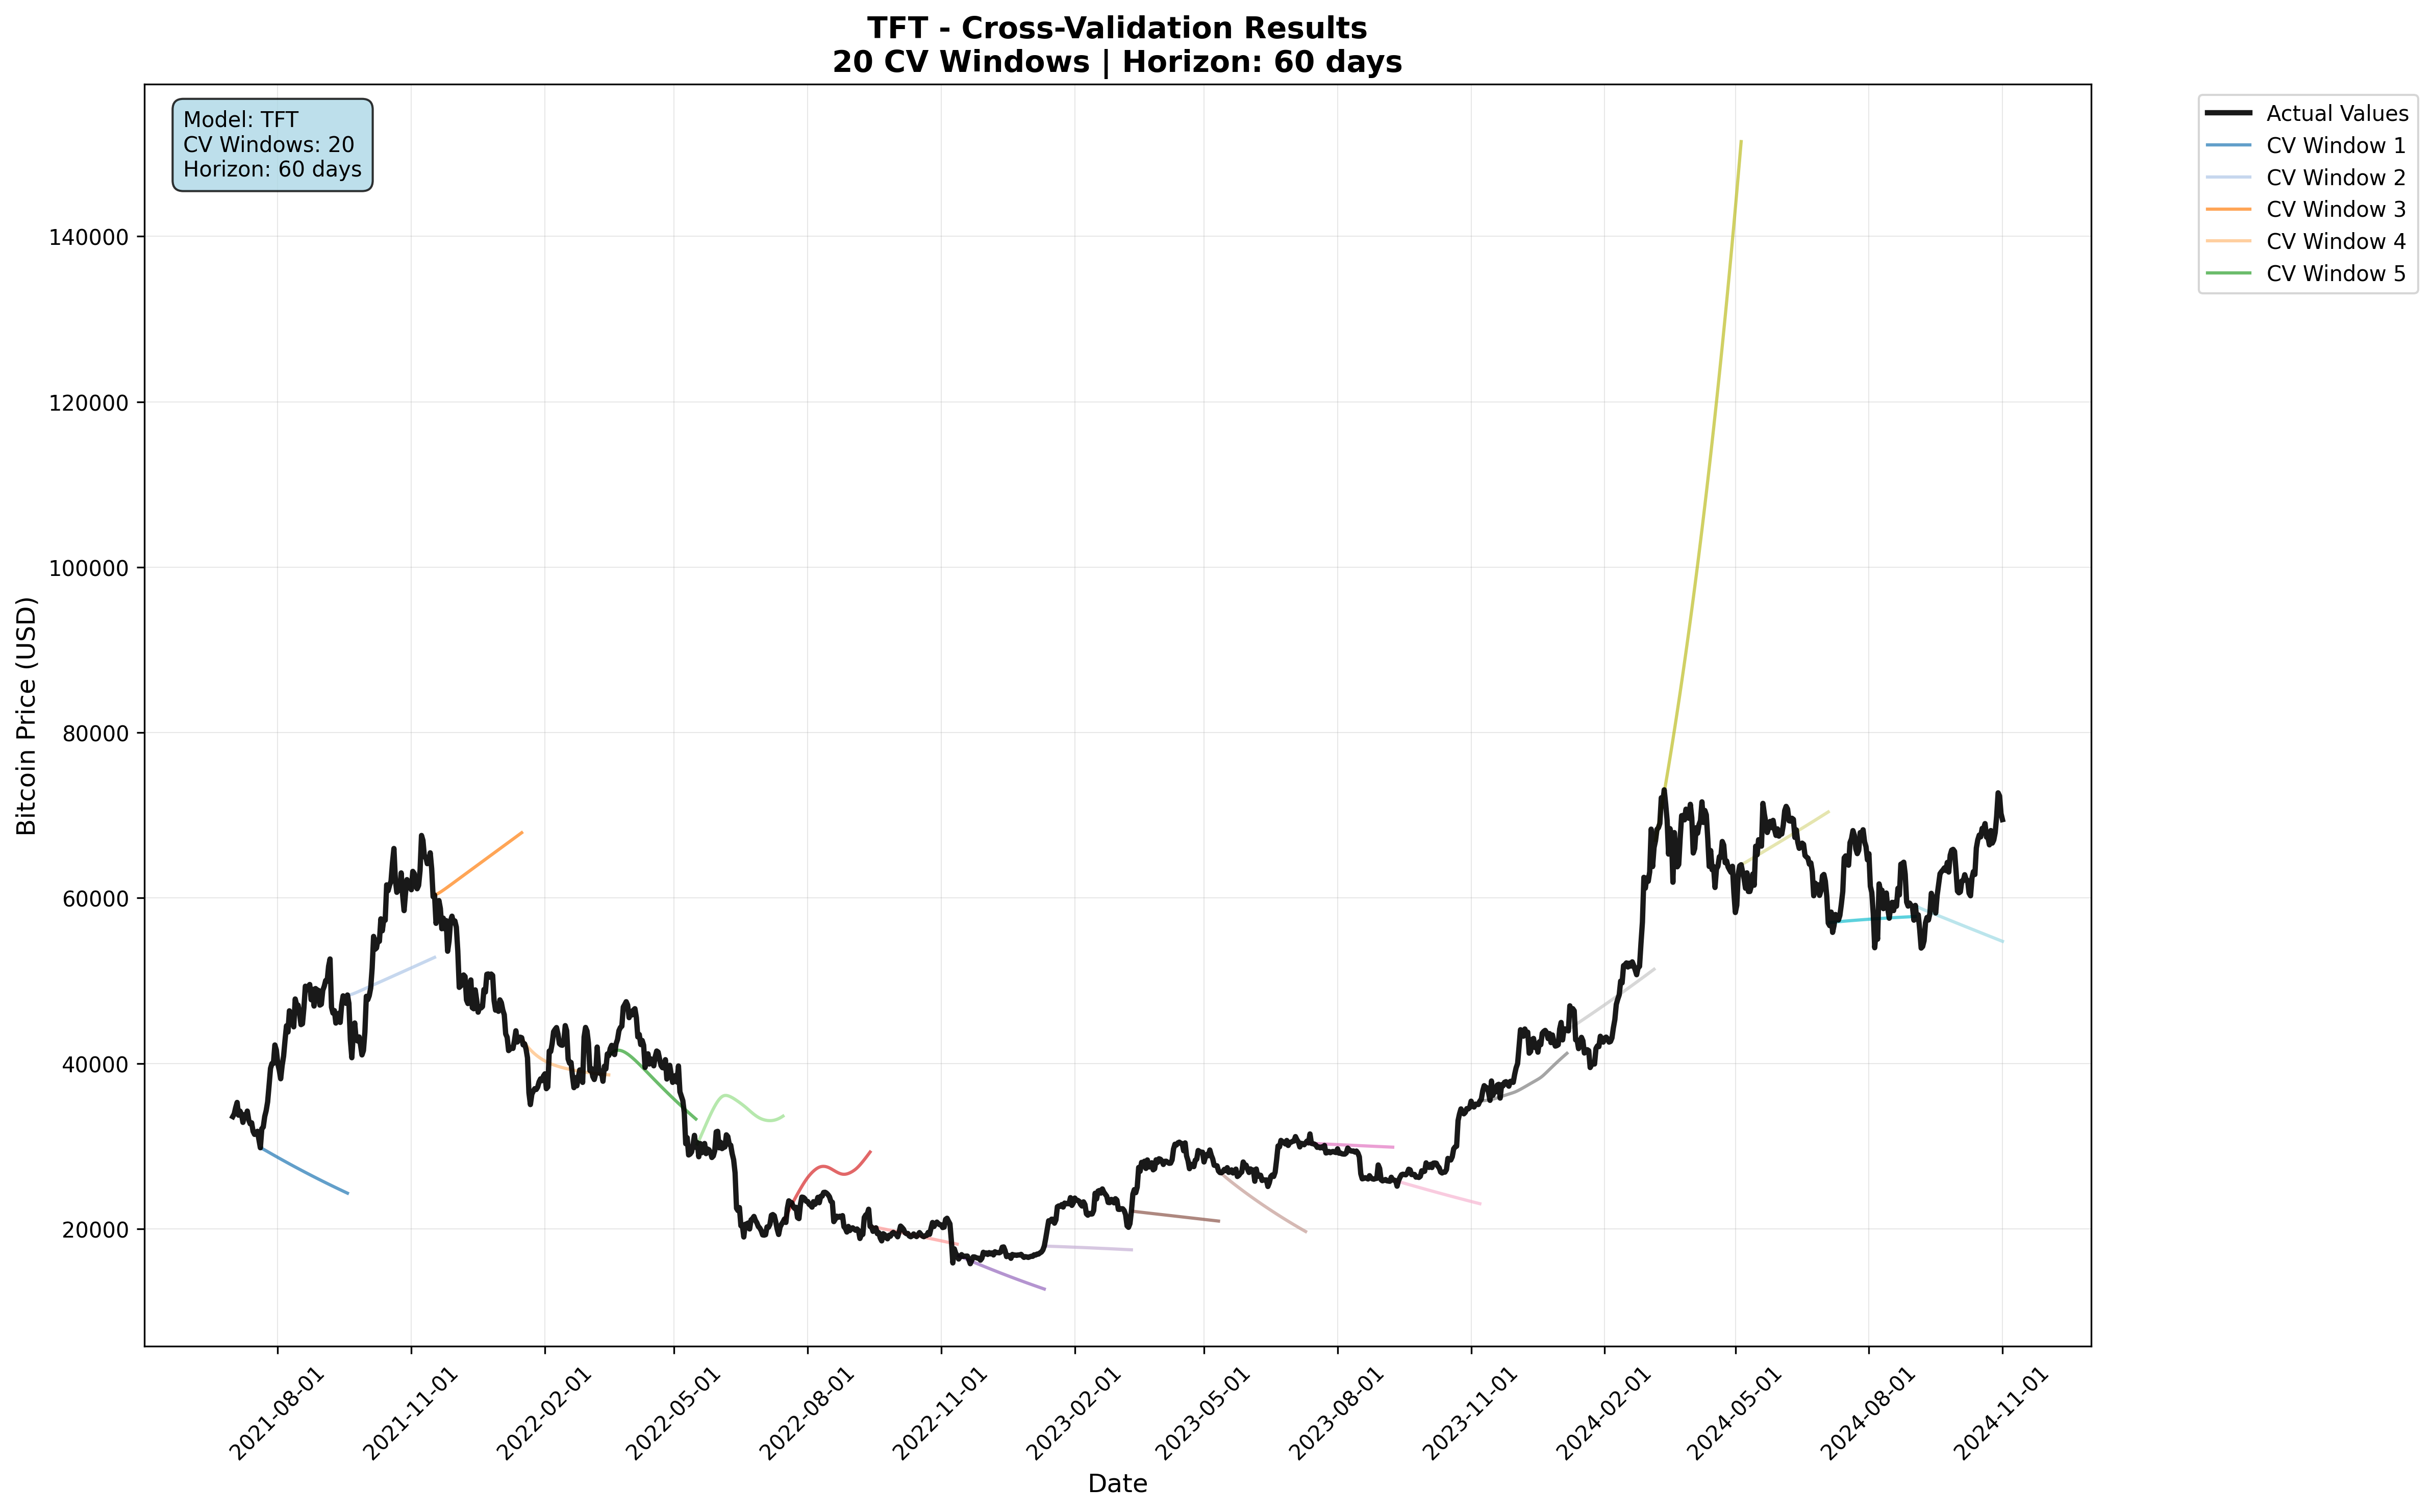 TFT - Cross-Validation Results
20 CV Windows | Horizon: 60 days
Model: TFT
CV Windows: 20
Horizon: 60 days
Actual Values
CV Window 1
CV Window 2
CV Window 3
CV Window 4
CV Window 5
Bitcoin Price (USD)
140000
120000
100000
80000
60000
40000
20000
2021-08-01
2021-11-01
2022-02-01
2022-05-01
2022-08-01
2022-11-01
2023-02-01
2023-05-01
2023-08-01
2023-11-01
2024-02-01
2024-05-01
2024-08-01
2024-11-01
Date